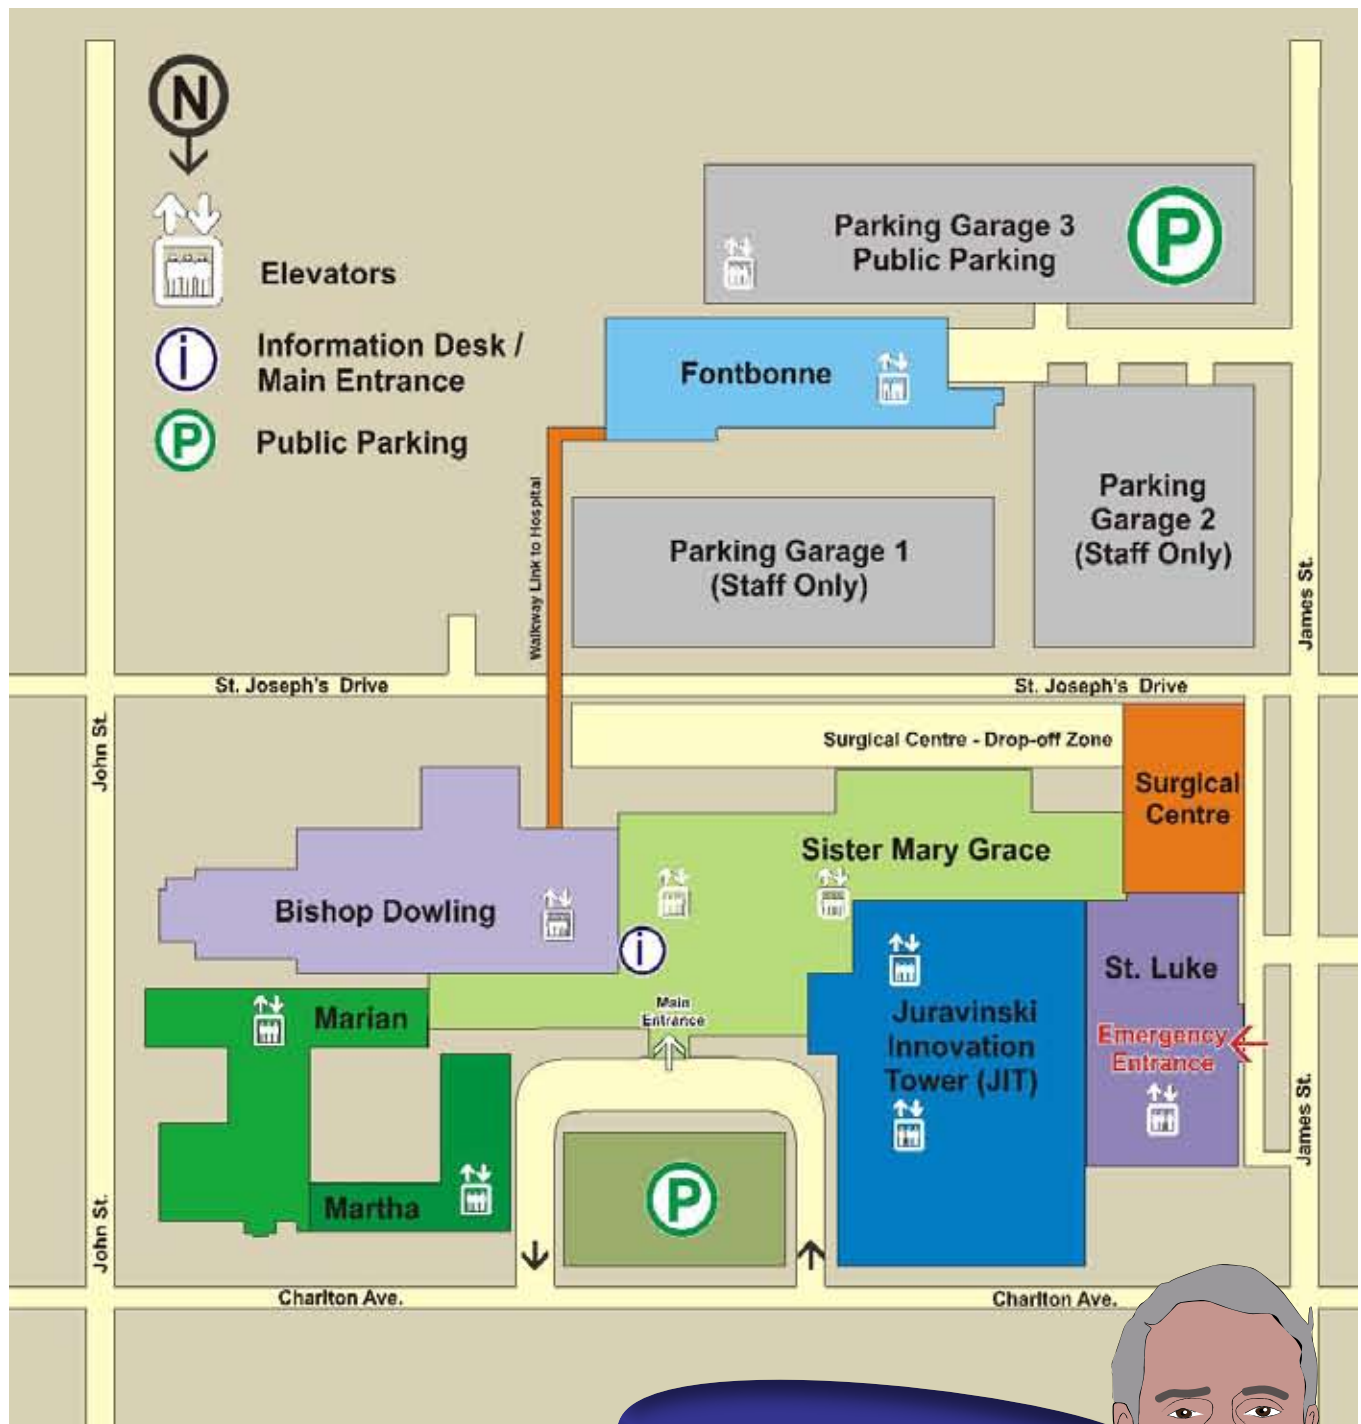 N
Elevators
i
Information Desk /
Main Entrance
P
Public Parking
Parking Garage 3
Public Parking
P
Fontbonne
Walkway Link to Hospital
Parking Garage 1
(Staff Only)
Parking
Garage 2
(Staff Only)
James St.
St. Joseph's Drive
St. Joseph's Drive
John St.
Surgical Centre - Drop-off Zone
Surgical
Centre
Sister Mary Grace
Bishop Dowling
i
St. Luke
Main
Entrance
Marian
Juravinski
Innovation
Tower (JIT)
Emergency
Entrance
James St.
Martha
P
John St.
Charlton Ave.
Charlton Ave.